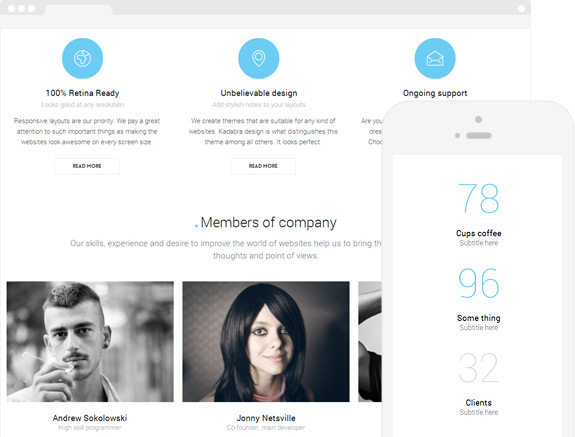 100% Retina Ready
Looks good at any resolution
Responsive layouts are our priority. We pay a great
attention to such important things as making the
websites look awesome on every screen size.
READ MORE
Unbelievable design
Add stylish notes to your layouts
We create themes that are suitable for any kind of
websites. Kadabra design is what distinguishes this
theme among all others. It looks perfect.
READ MORE
Ongoing support
Are you
drea
Choo
Members of company
Our skills, experience and desire to improve the world of websites help us to bring th
thoughts and point of views.
Andrew Sokolowski
High skill programmer
Jonny Netsville
Co-founder, main developer
78
Cups coffee
Subtitle here
96
Some thing
Subtitle here
32
Clients
Subtitle here